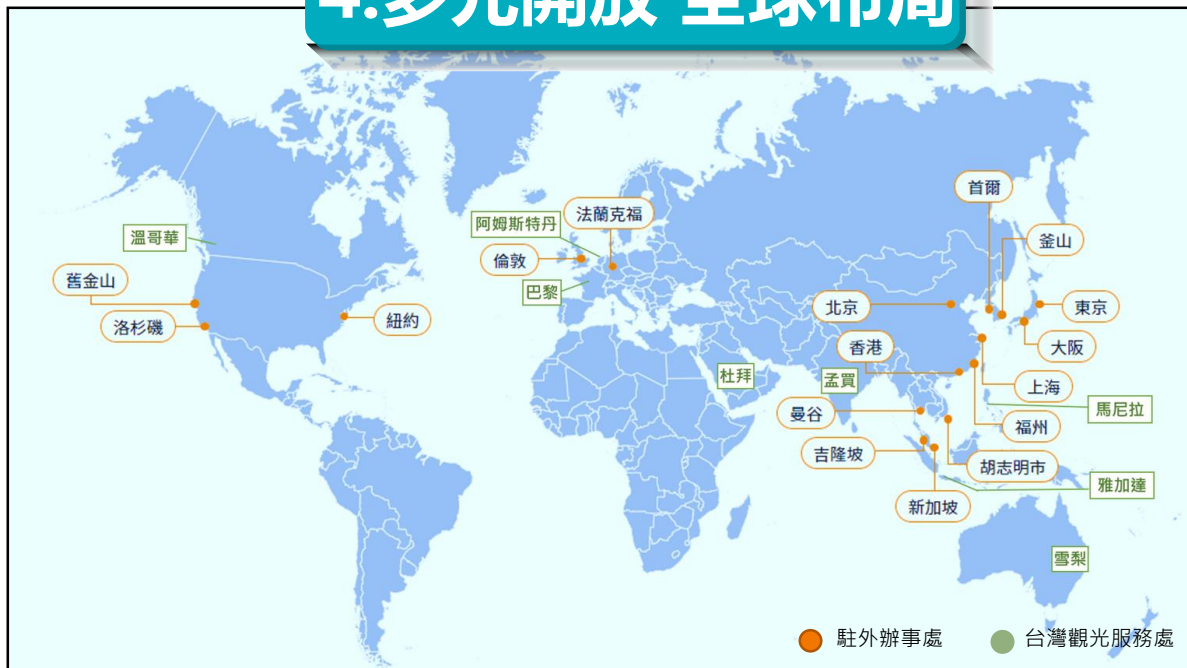 4.多元開放 全球布局
首爾
法蘭克福
阿姆斯特丹
溫哥華
釜山
倫敦
舊金山
巴黎
北京
東京
洛杉磯
紐約
香港
大阪
杜拜
孟買
上海
曼谷
馬尼拉
福州
吉隆坡
胡志明市
雅加達
新加坡
雪梨
駐外辦事處
台灣觀光服務處